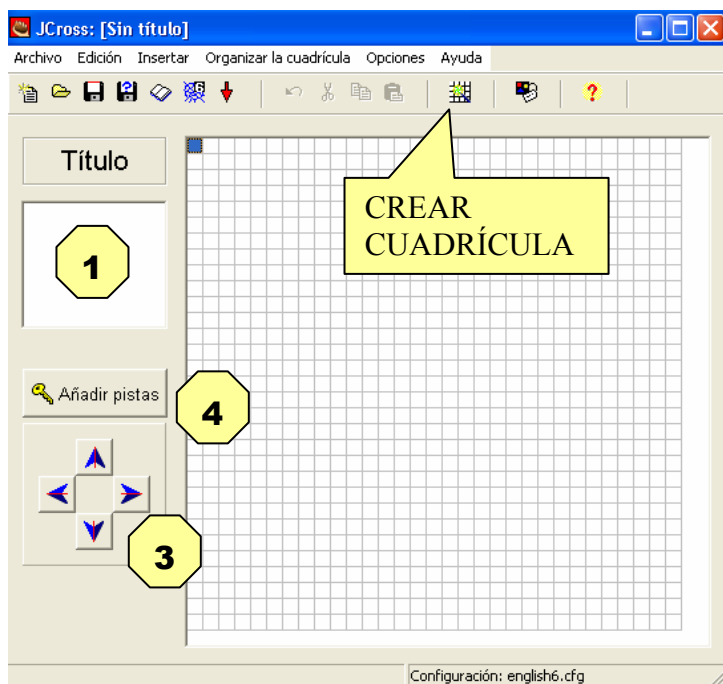 JCross: [Sin título]
Archivo Edición Insertar Organizar la cuadrícula Opciones Ayuda
?
Título
CREAR
CUADRÍCULA
1
Añadir pistas
4
3
Configuración: english6.cfg